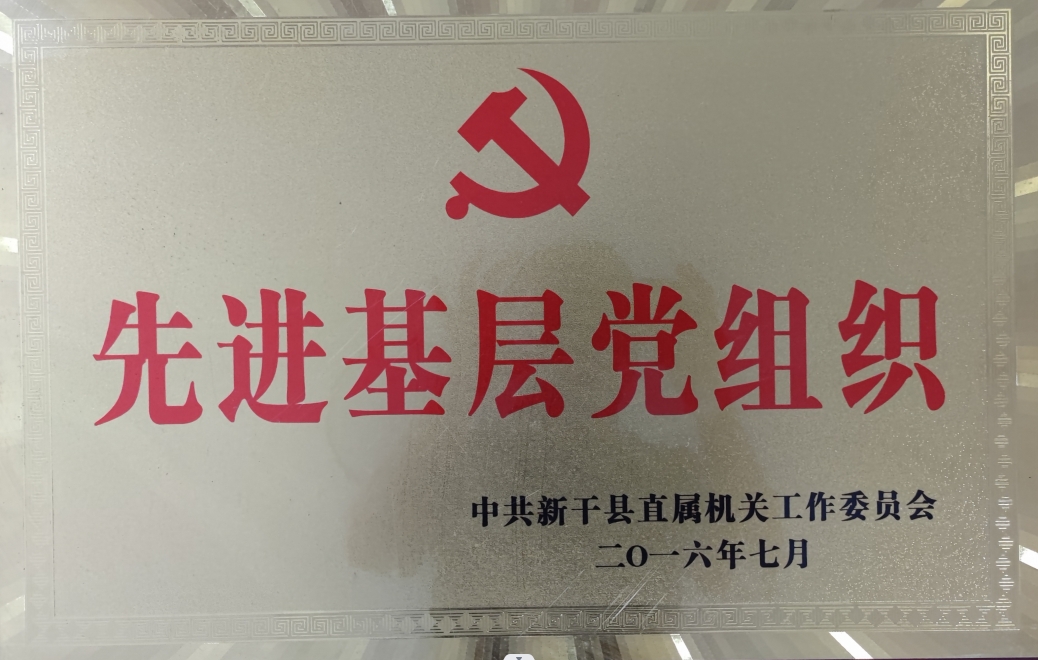 先进基层党组织
中共新干县直属机关工作委员会
二〇一六年七月